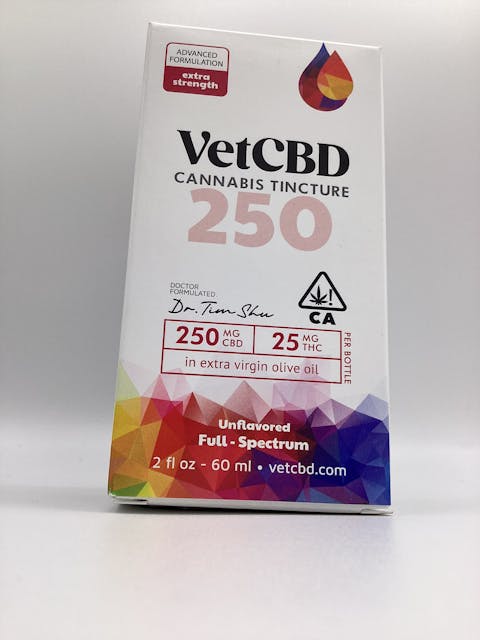 ADVANCED
FORMULATION
extra
strength
VetCBD
CANNABIS TINCTURE
250
DOCTOR
FORMULATED
Dr. Tim Shu
!
CA
250 MG CBD
25 MG THC
PER BOTTLE
in extra virgin olive oil
Unflavored
Full - Spectrum
2 fl oz - 60 ml • vetcbd.com